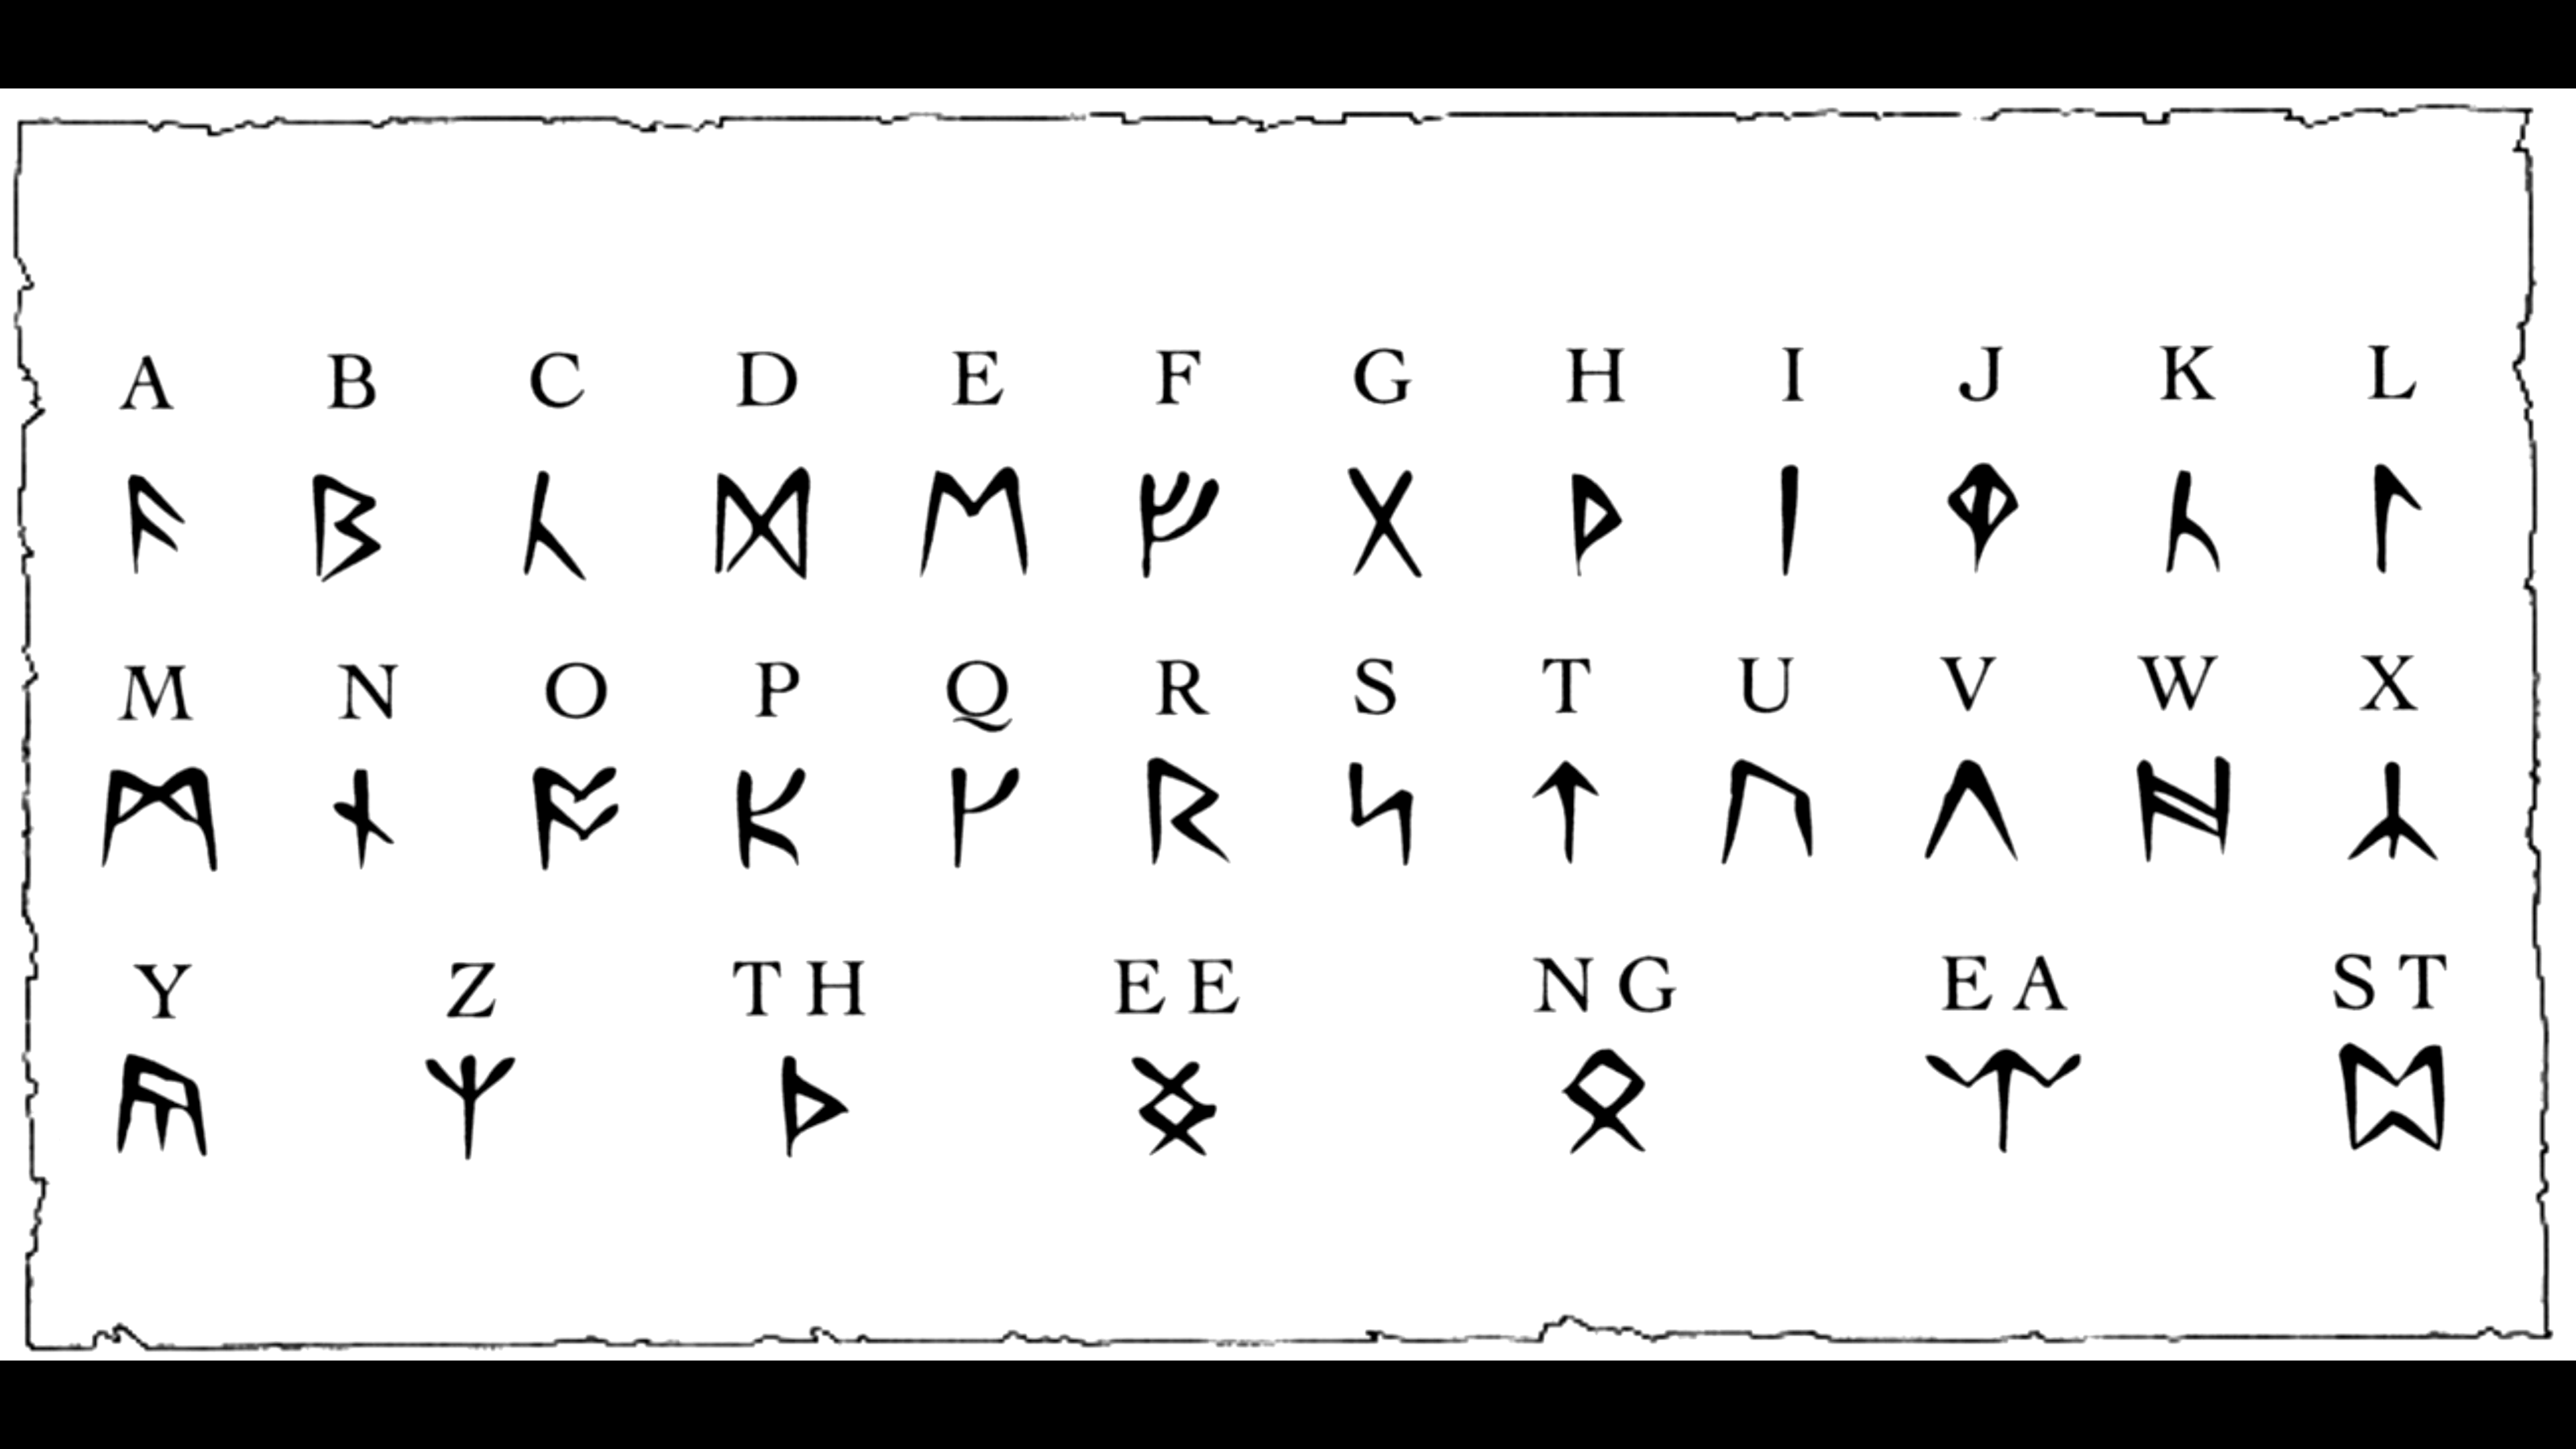 A B C D E F G H I J K L
ᚨ ᛒ ᚳ ᛞ ᛖ ᚠ ᚷ ᚹ ᛁ ᛄ ᚴ ᛚ
M N O P Q R S T U V W X
ᛗ ᚾ ᚩ ᛕ ᚴ ᚱ ᛋ ᛏ ᚢ ᚥ ᚻ ᛦ
Y Z TH EE NG EA ST
ᚣ ᛉ ᚦ ᛝ ᛟ ᛠ ᛥ